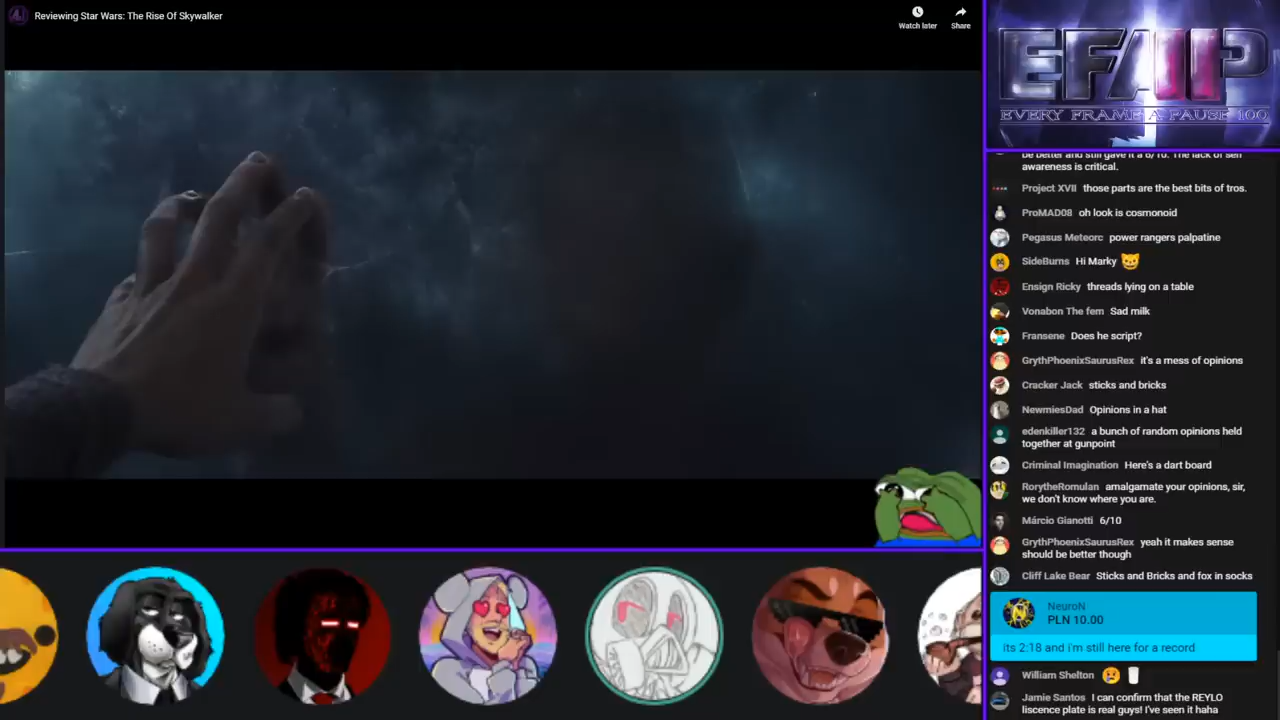 Reviewing Star Wars: The Rise Of Skywalker
Watch later
Share
EFAP
EVERY FRAME A PAUSE 100
be better and still gave it a 6/10. The lack of self
awareness is critical.
Project XVII those parts are the best bits of tros.
ProMAD08 oh look is cosmonoid
Pegasus Meteorc power rangers palpatine
SideBurns Hi Marky
Ensign Ricky threads lying on a table
Vonabon The fem Sad milk
Fransene Does he script?
GrythPhoenixSaurusRex it's a mess of opinions
Cracker Jack sticks and bricks
NewmiesDad Opinions in a hat
edenkiller132 a bunch of random opinions held
together at gunpoint
Criminal Imagination Here's a dart board
RorytheRomulan amalgamate your opinions, sir,
we don't know where you are.
Márcio Gianotti 6/10
GrythPhoenixSaurusRex yeah it makes sense
should be better though
Cliff Lake Bear Sticks and Bricks and fox in socks
NeuroN
PLN 10.00
its 2:18 and i'm still here for a record
William Shelton
Jamie Santos I can confirm that the REYLO
liscence plate is real guys! I've seen it haha